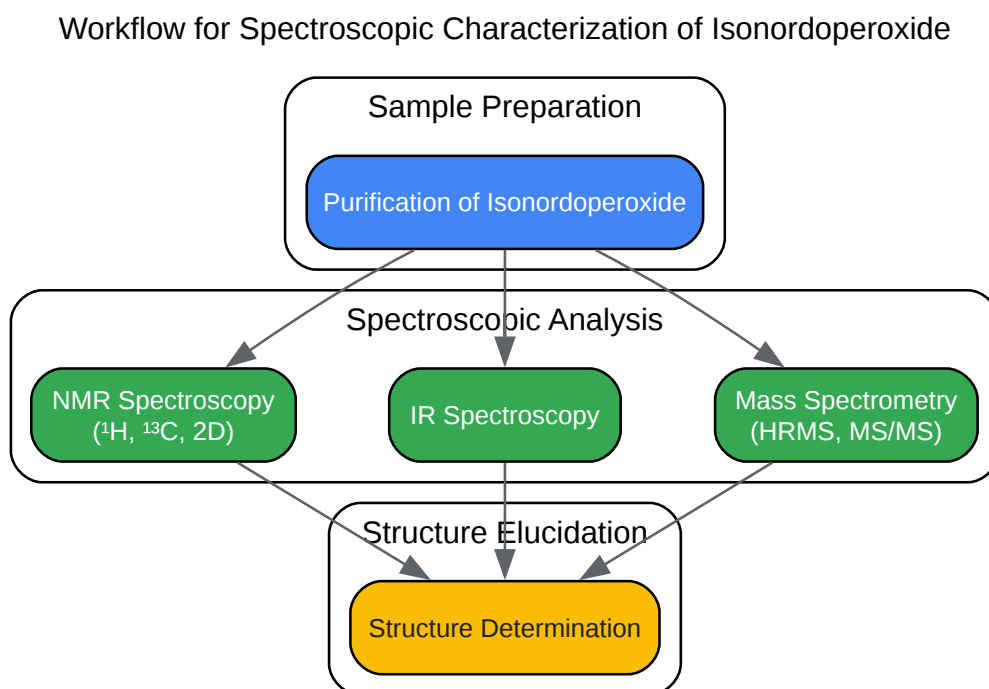 Workflow for Spectroscopic Characterization of Isonordoperoxide
Sample Preparation
Purification of Isonordoperoxide
Spectroscopic Analysis
NMR Spectroscopy
(¹H, ¹³C, 2D)
IR Spectroscopy
Mass Spectrometry
(HRMS, MS/MS)
Structure Elucidation
Structure Determination